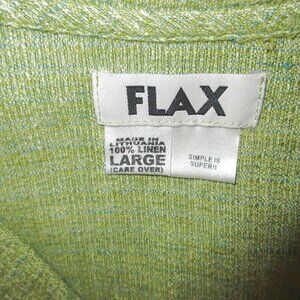 FLAX
MADE IN
LITHUANIA
100% LINEN
LARGE
(CARE OVER)
SIMPLE IS
SUPERB